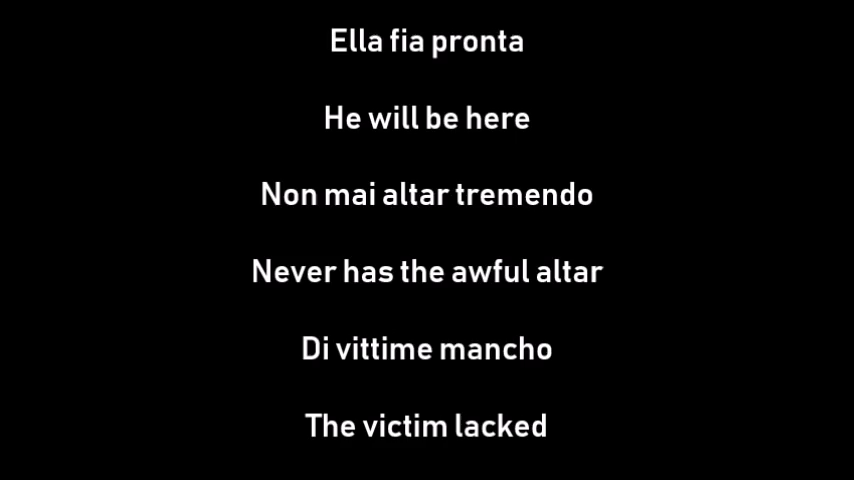 Ella fia pronta
He will be here
Non mai altar tremendo
Never has the awful altar
Di vittime mancho
The victim lacked